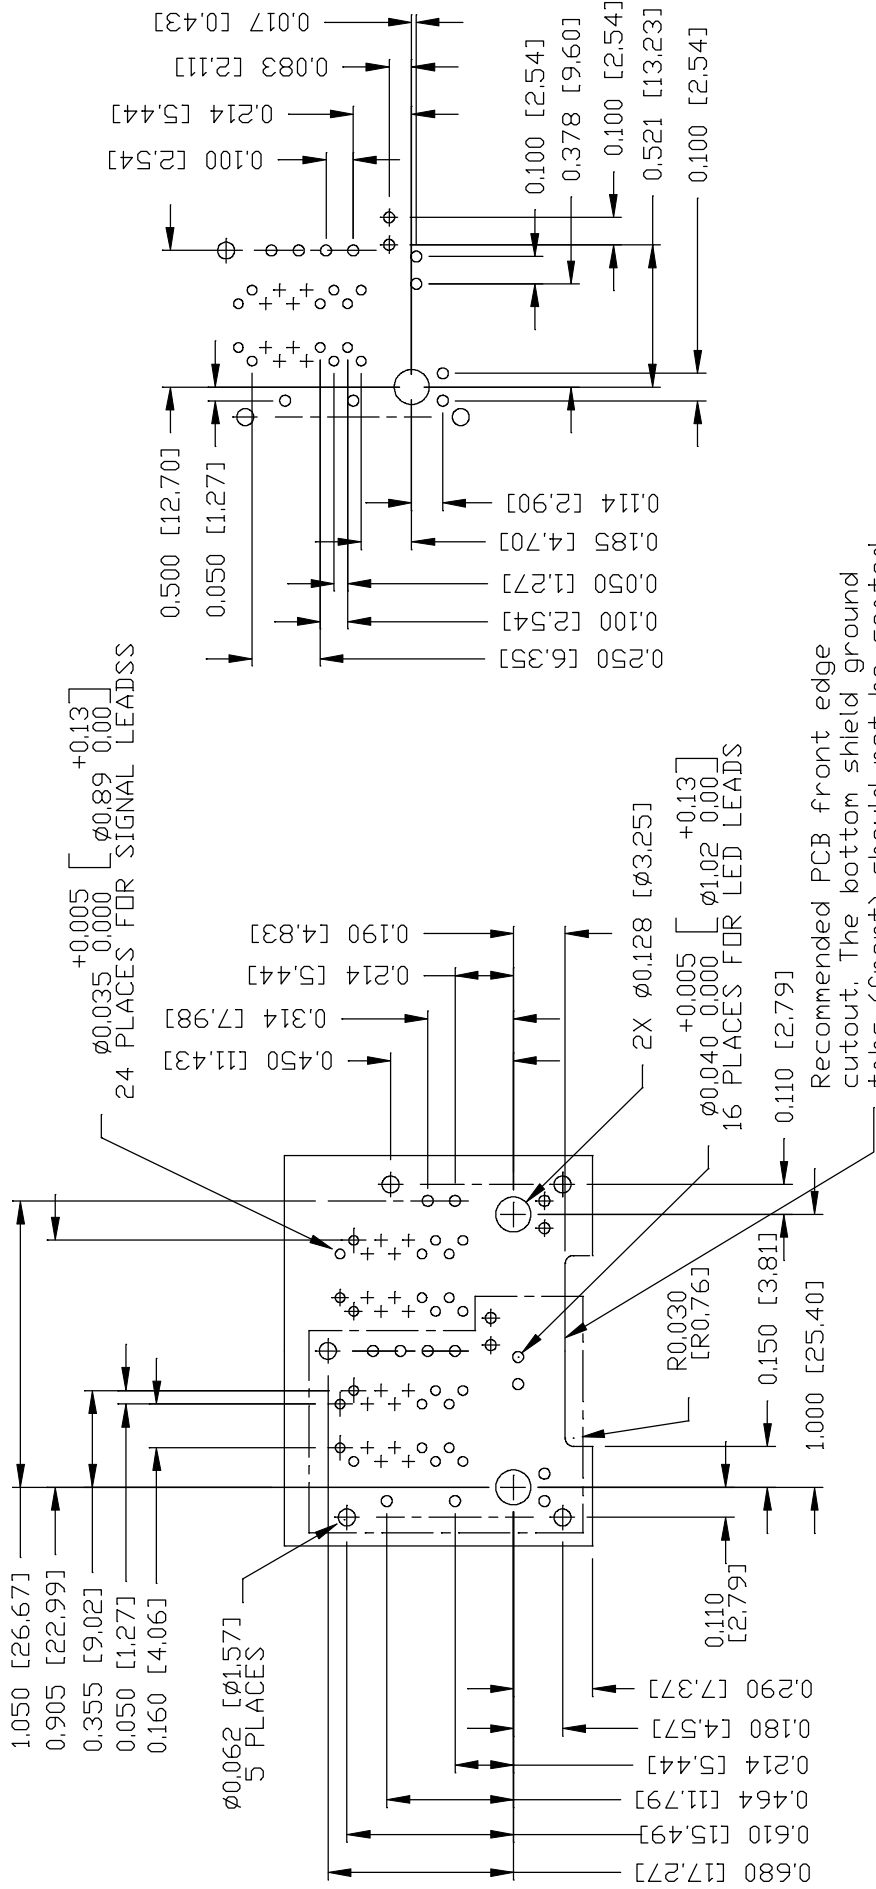 0.017 [0.43]
0.083 [2.11]
0.214 [5.44]
0.100 [2.54]
0.100 [2.54]
0.378 [9.60]
0.100 [2.54]
0.521 [13.23]
0.100 [2.54]
0.500 [12.70]
0.050 [1.27]
0.114 [2.90]
0.185 [4.70]
0.050 [1.27]
0.100 [2.54]
0.250 [6.35]
+0.005 [ +0.13]
ø0.035 0.000 [ ø0.89 0.00]
24 PLACES FOR SIGNAL LEADSS
0.190 [4.83]
0.214 [5.44]
0.314 [7.98]
0.450 [11.43]
2X ø0.128 [ø3.25]
+0.005 [ +0.13]
ø0.040 0.000 [ ø1.02 0.00]
16 PLACES FOR LED LEADS
0.110 [2.79]
Recommended PCB front edge
cutout. The bottom shield ground
1.050 [26.67]
0.905 [22.99]
0.355 [9.02]
0.050 [1.27]
0.160 [4.06]
ø0.062 [ø1.57]
5 PLACES
R0.030
[R0.76]
0.150 [3.81]
1.000 [25.40]
0.110
[2.79]
0.290 [7.37]
0.180 [4.57]
0.214 [5.44]
0.464 [11.79]
0.610 [15.49]
0.680 [17.27]